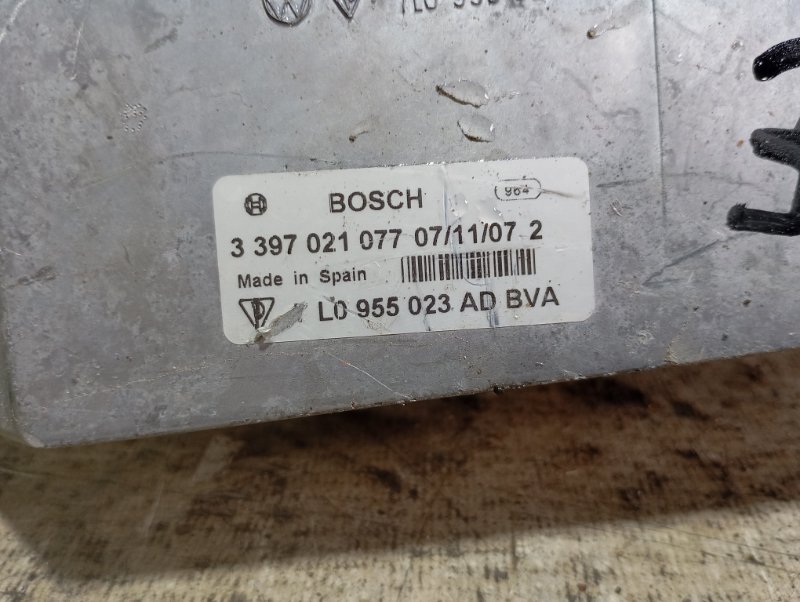 BOSCH 964
3 397 021 077 07/11/07 2
Made in Spain
L0 955 023 AD BVA